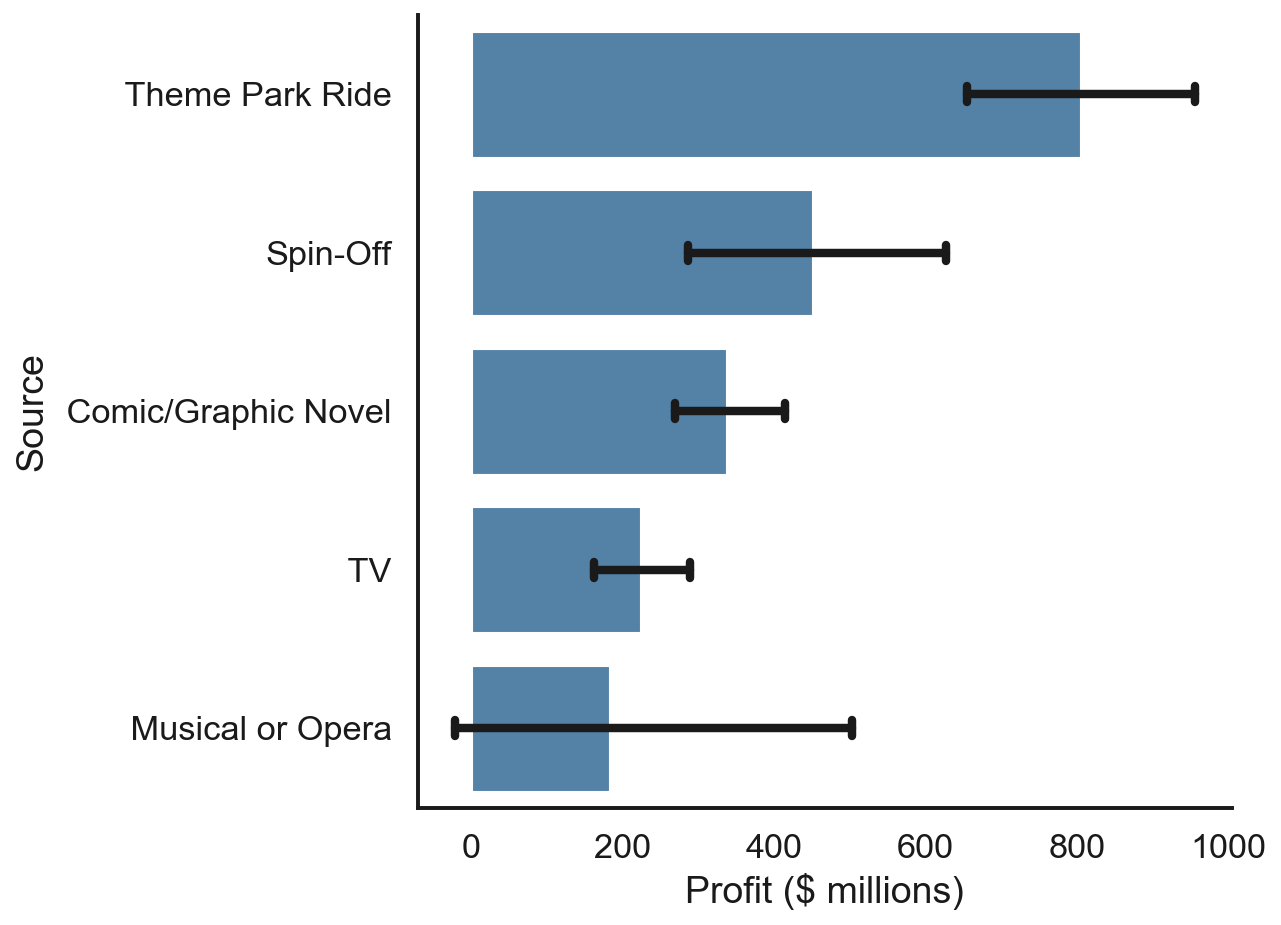 Theme Park Ride
Spin-Off
Comic/Graphic Novel
TV
Musical or Opera
Source
0 200 400 600 800 1000
Profit ($ millions)